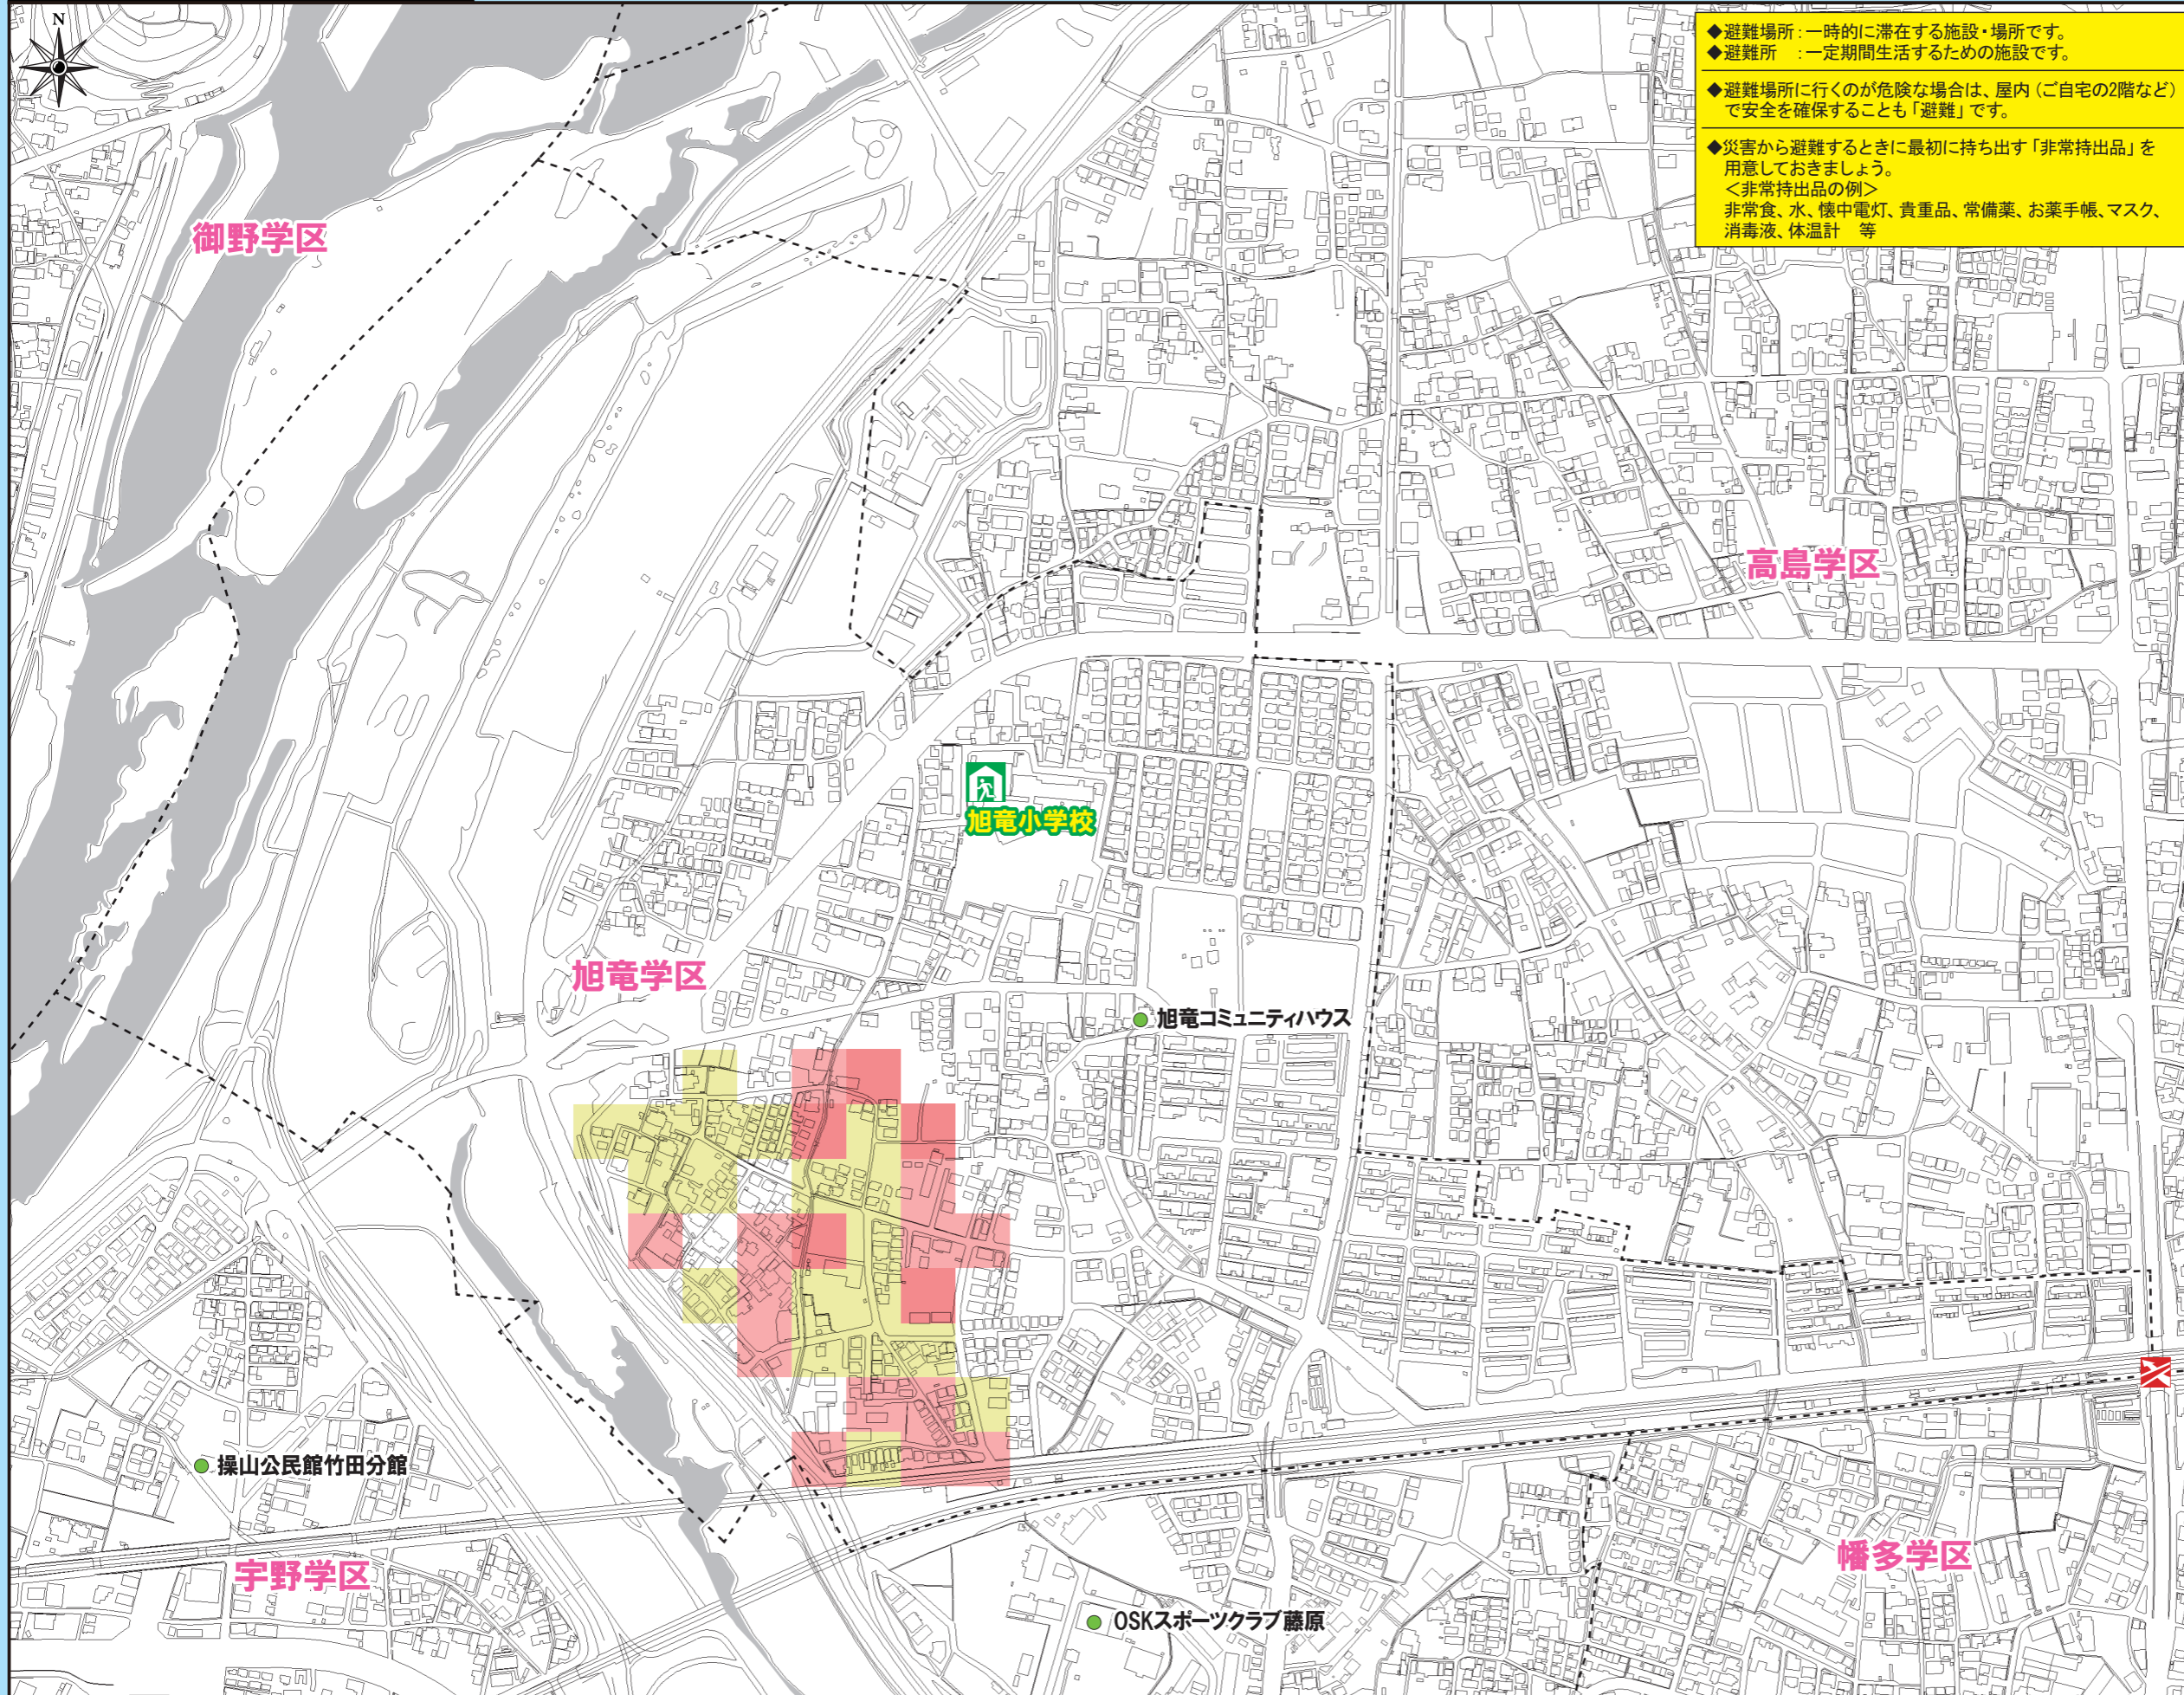 N
◆避難場所：一時的に滞在する施設・場所です。
◆避難所　：一定期間生活するための施設です。
◆避難場所に行くのが危険な場合は、屋内（ご自宅の2階など）
で安全を確保することも「避難」です。
◆災害から避難するときに最初に持ち出す「非常持出品」を
用意しておきましょう。
＜非常持出品の例＞
非常食、水、懐中電灯、貴重品、常備薬、お薬手帳、マスク、
消毒液、体温計　等
御野学区
高島学区
旭竜小学校
旭竜学区
旭竜コミュニティハウス
操山公民館竹田分館
宇野学区
幡多学区
OSKスポーツクラブ藤原